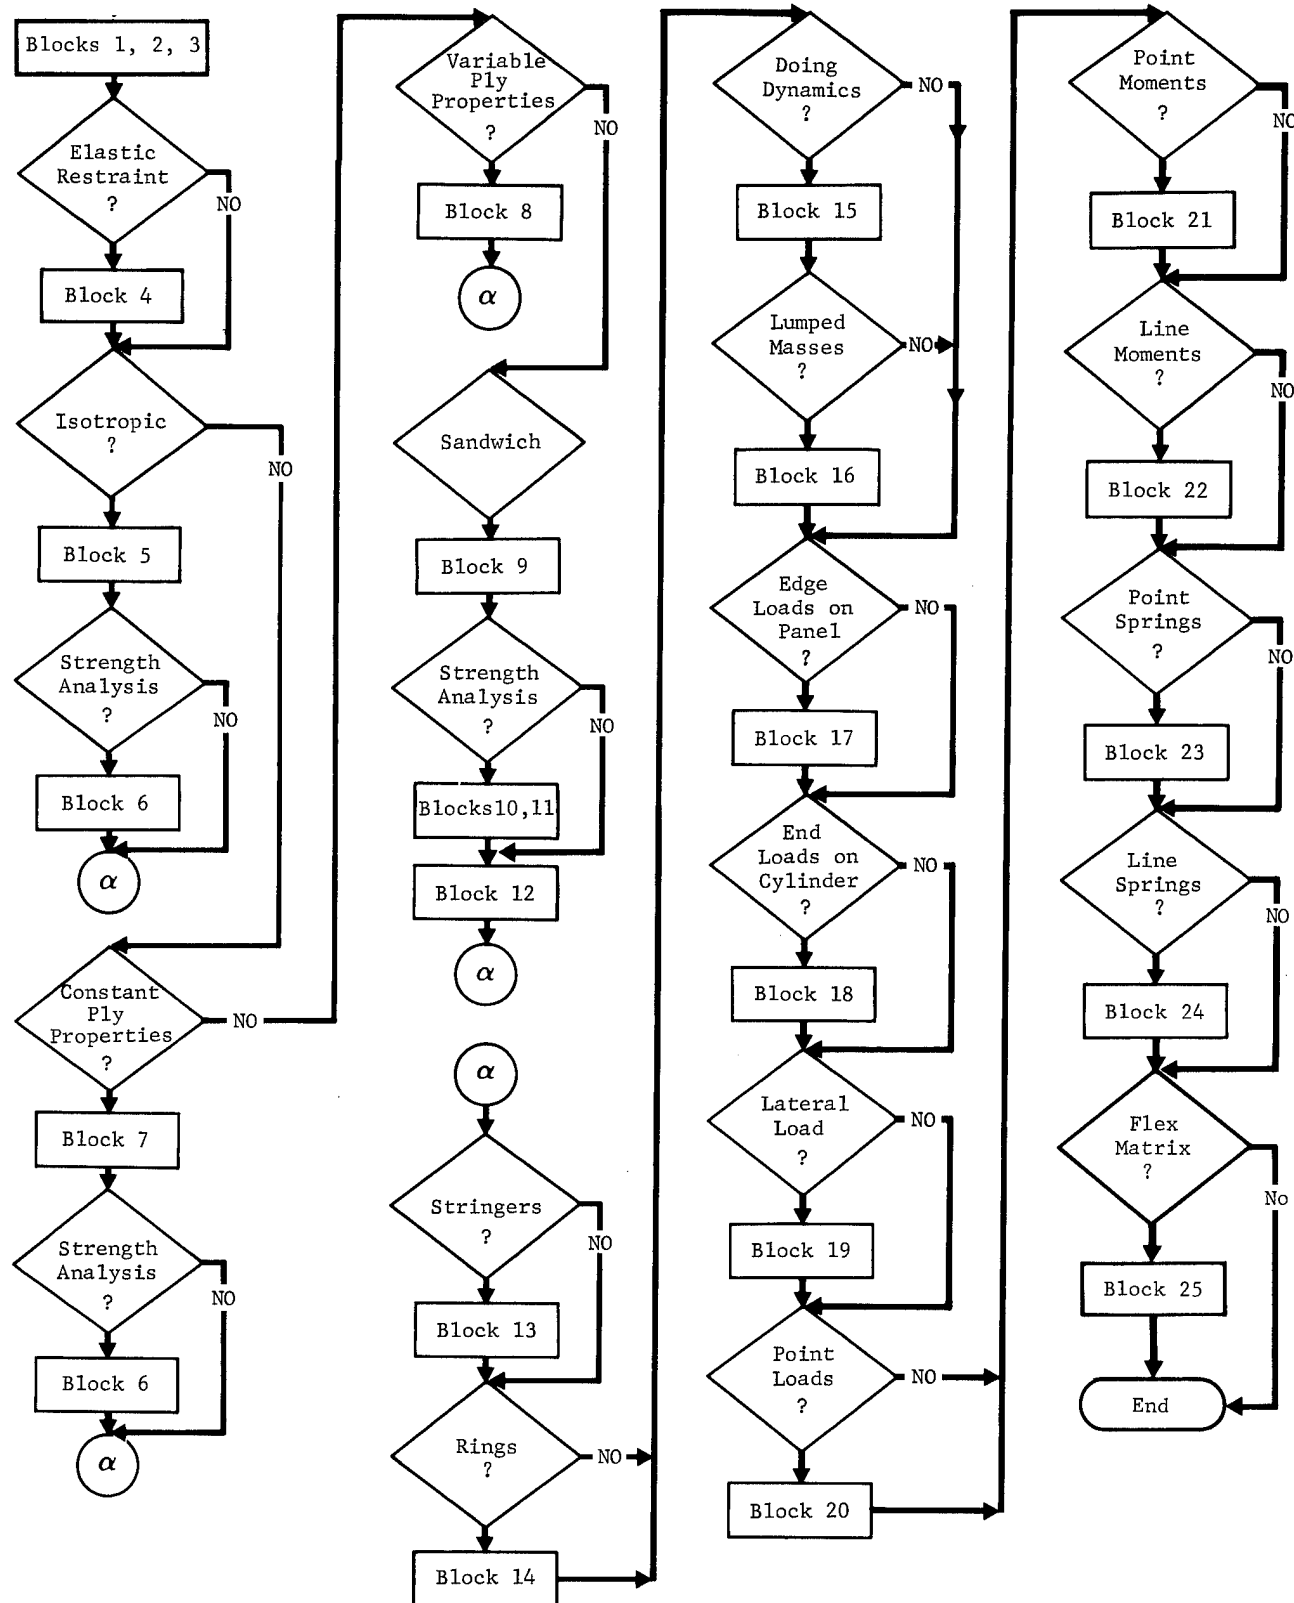 Blocks 1, 2, 3
Elastic
Restraint
?
NO
Block 4
Isotropic
?
NO
Block 5
Strength
Analysis
?
NO
Block 6
α
Constant
Ply
Properties
?
NO
Block 7
Strength
Analysis
?
NO
Block 6
α
Variable
Ply
Properties
?
NO
Block 8
α
Sandwich
Block 9
Strength
Analysis
?
NO
Blocks10,11
Block 12
α
α
Stringers
?
NO
Block 13
Rings
?
NO
Block 14
Doing
Dynamics
?
NO
Block 15
Lumped
Masses
?
NO
Block 16
Edge
Loads on
Panel
?
NO
Block 17
End
Loads on
Cylinder
?
NO
Block 18
Lateral
Load
?
NO
Block 19
Point
Loads
?
NO
Block 20
Point
Moments
?
NO
Block 21
Line
Moments
?
NO
Block 22
Point
Springs
?
NO
Block 23
Line
Springs
?
NO
Block 24
Flex
Matrix
?
No
Block 25
End